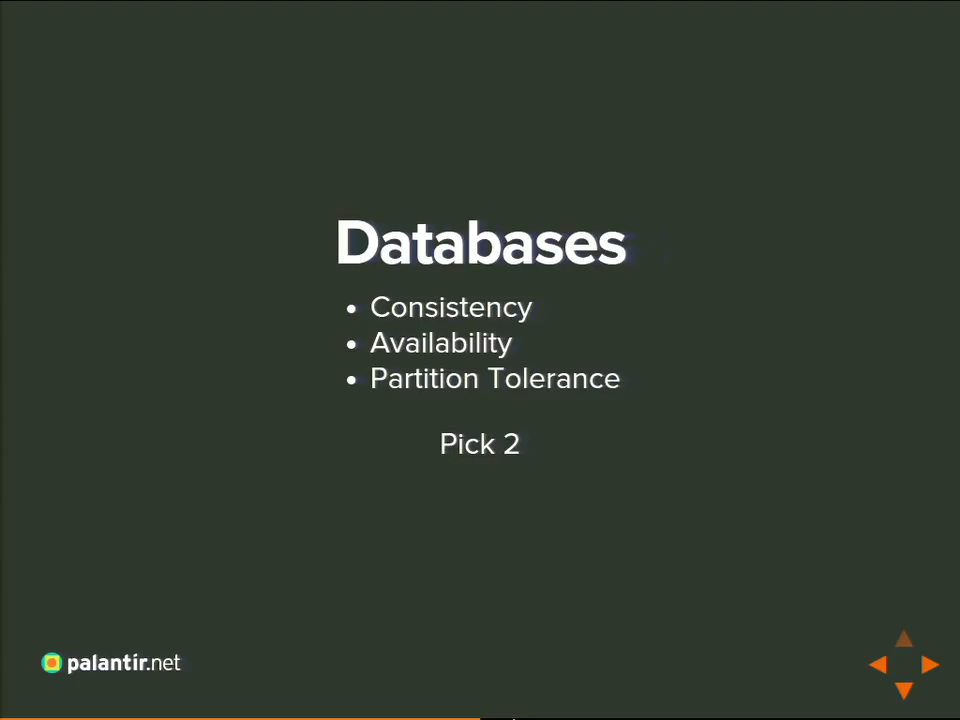 Databases
• Consistency
• Availability
• Partition Tolerance
Pick 2
palantir.net